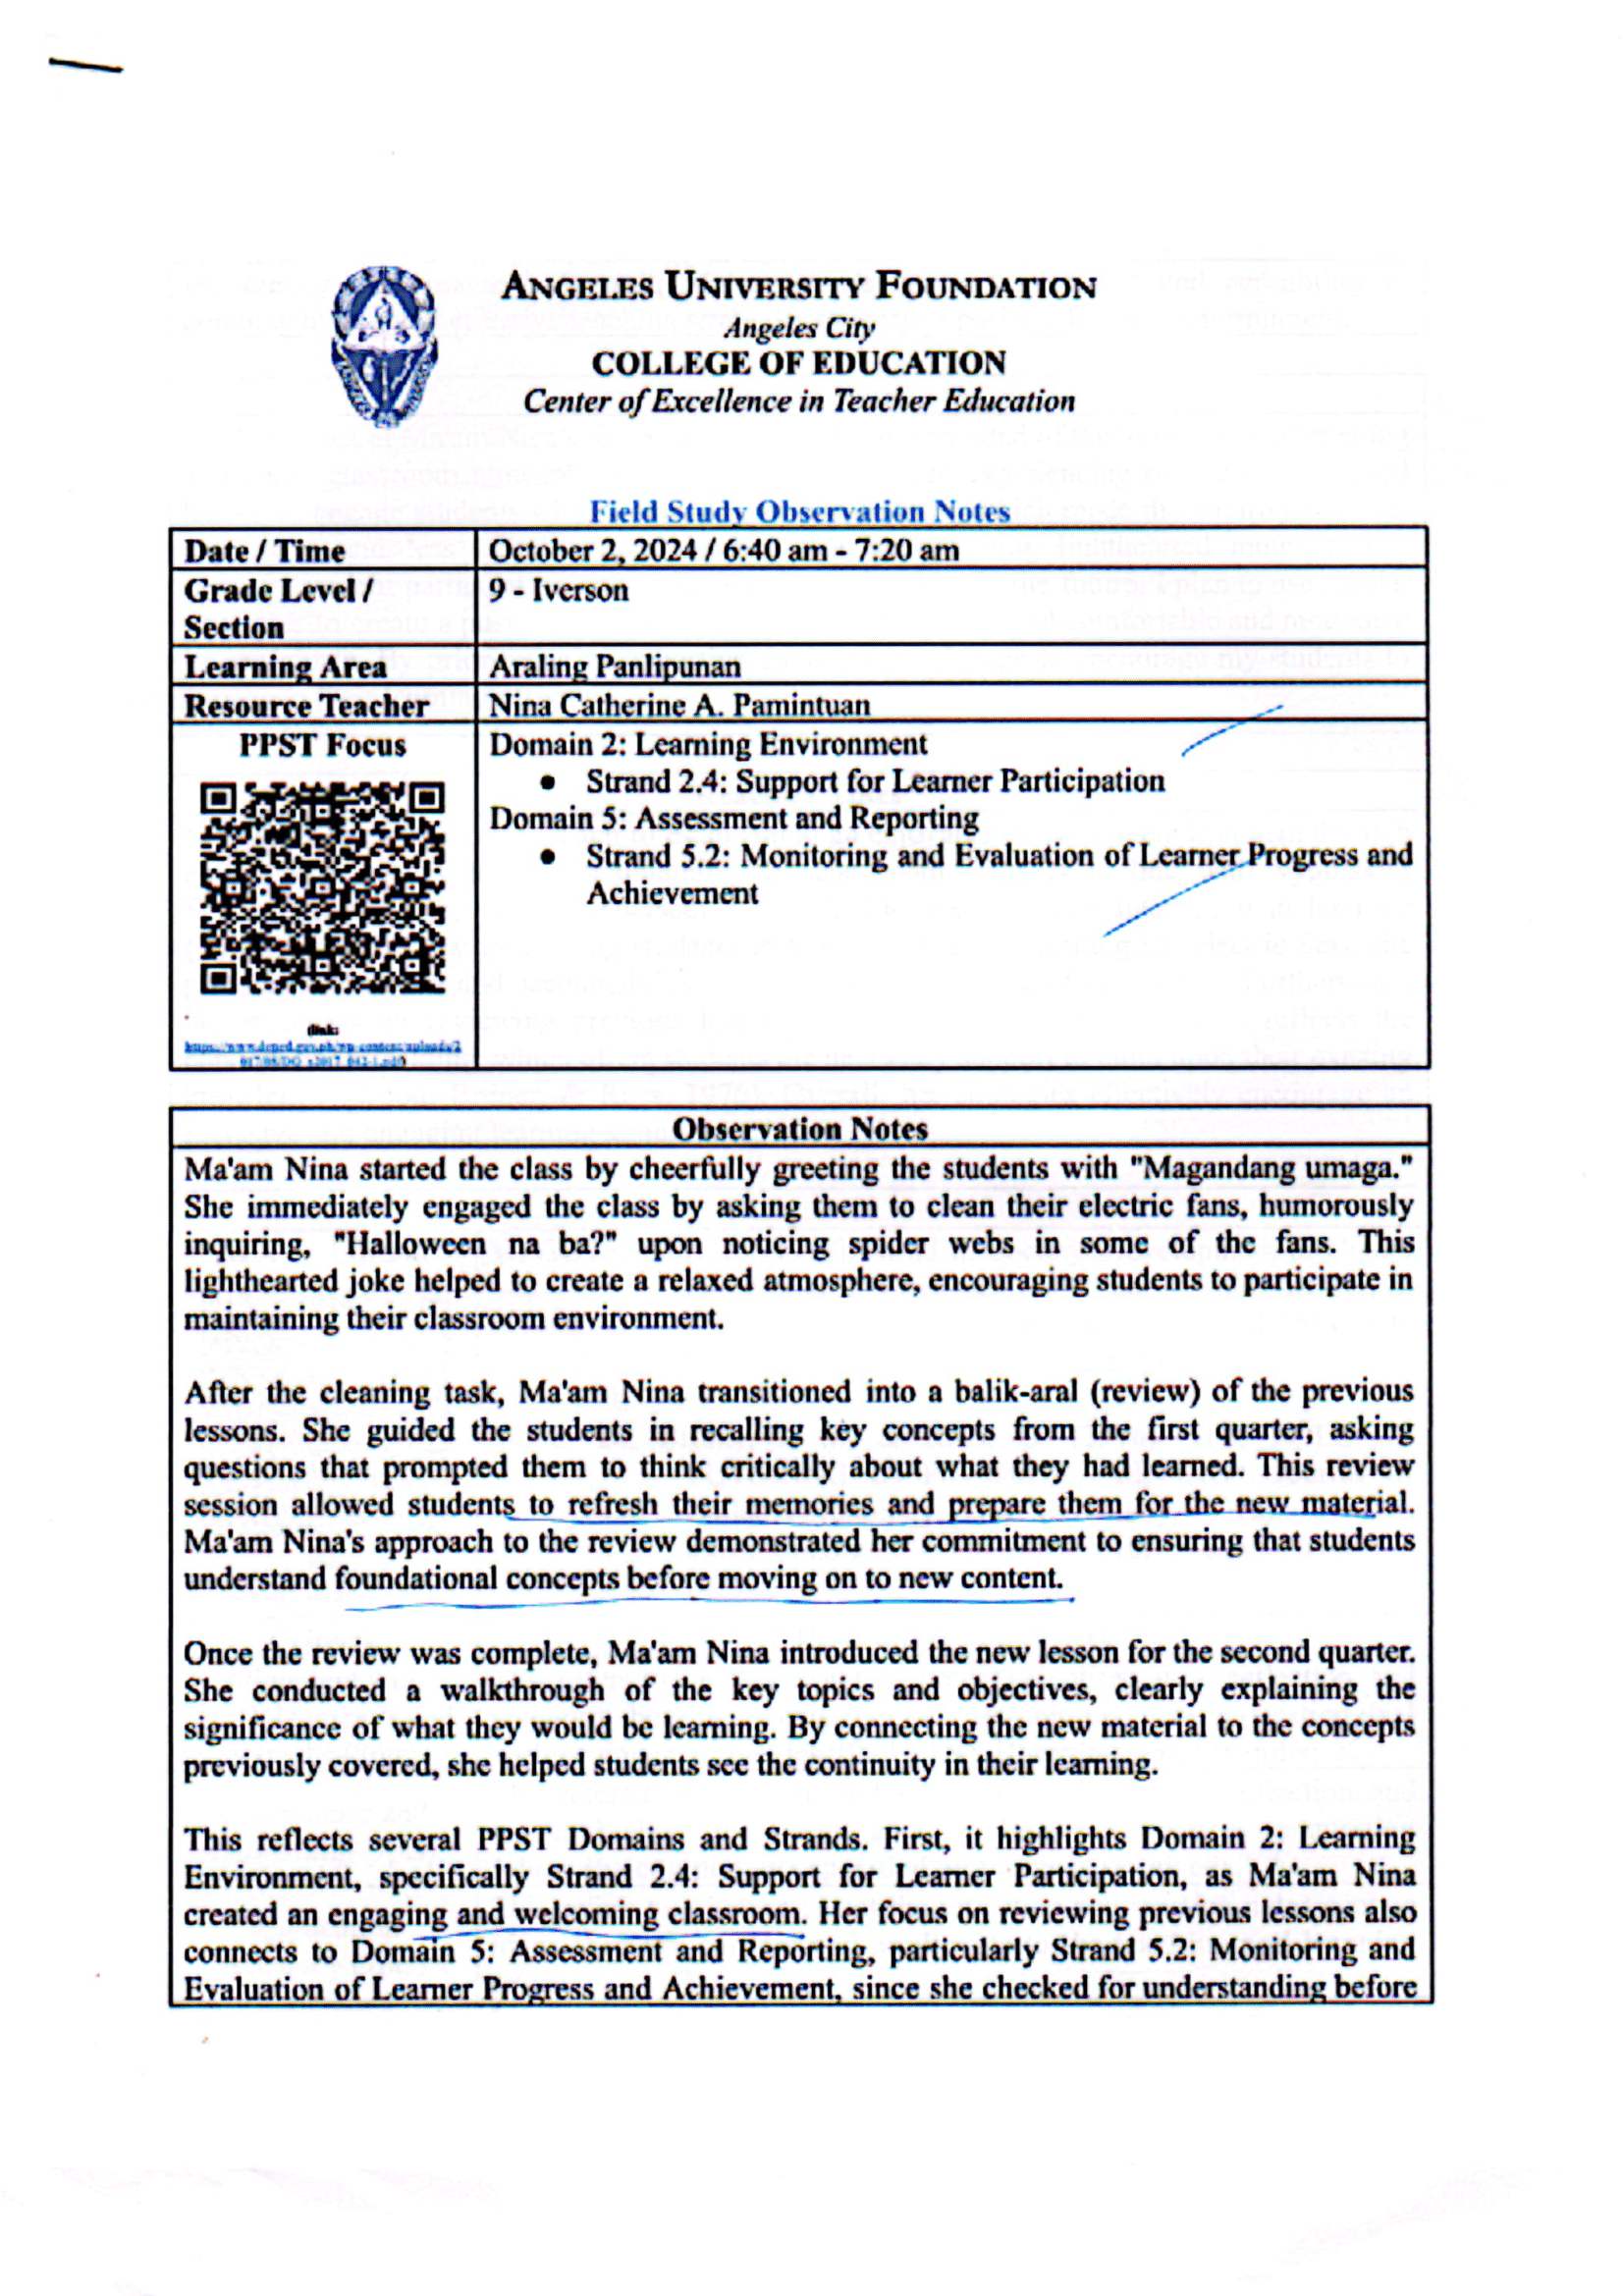 ANGELES UNIVERSITY FOUNDATION
Angeles City
COLLEGE OF EDUCATION
Center of Excellence in Teacher Education
Field Study Observation Notes
Date / Time October 2, 2024 / 6:40 am - 7:20 am
Grade Level / Section 9 - Iverson
Learning Area Araling Panlipunan
Resource Teacher Nina Catherine A. Pamintuan
PPST Focus
(link:
Domain 2: Learning Environment
• Strand 2.4: Support for Learner Participation
Domain 5: Assessment and Reporting
• Strand 5.2: Monitoring and Evaluation of Learner Progress and
Achievement
Observation Notes
Ma'am Nina started the class by cheerfully greeting the students with "Magandang umaga."
She immediately engaged the class by asking them to clean their electric fans, humorously
inquiring, "Halloween na ba?" upon noticing spider webs in some of the fans. This
lighthearted joke helped to create a relaxed atmosphere, encouraging students to participate in
maintaining their classroom environment.
After the cleaning task, Ma'am Nina transitioned into a balik-aral (review) of the previous
lessons. She guided the students in recalling key concepts from the first quarter, asking
questions that prompted them to think critically about what they had learned. This review
session allowed students to refresh their memories and prepare them for the new material.
Ma'am Nina's approach to the review demonstrated her commitment to ensuring that students
understand foundational concepts before moving on to new content.
Once the review was complete, Ma'am Nina introduced the new lesson for the second quarter.
She conducted a walkthrough of the key topics and objectives, clearly explaining the
significance of what they would be learning. By connecting the new material to the concepts
previously covered, she helped students see the continuity in their learning.
This reflects several PPST Domains and Strands. First, it highlights Domain 2: Learning
Environment, specifically Strand 2.4: Support for Learner Participation, as Ma'am Nina
created an engaging and welcoming classroom. Her focus on reviewing previous lessons also
connects to Domain 5: Assessment and Reporting, particularly Strand 5.2: Monitoring and
Evaluation of Learner Progress and Achievement, since she checked for understanding before